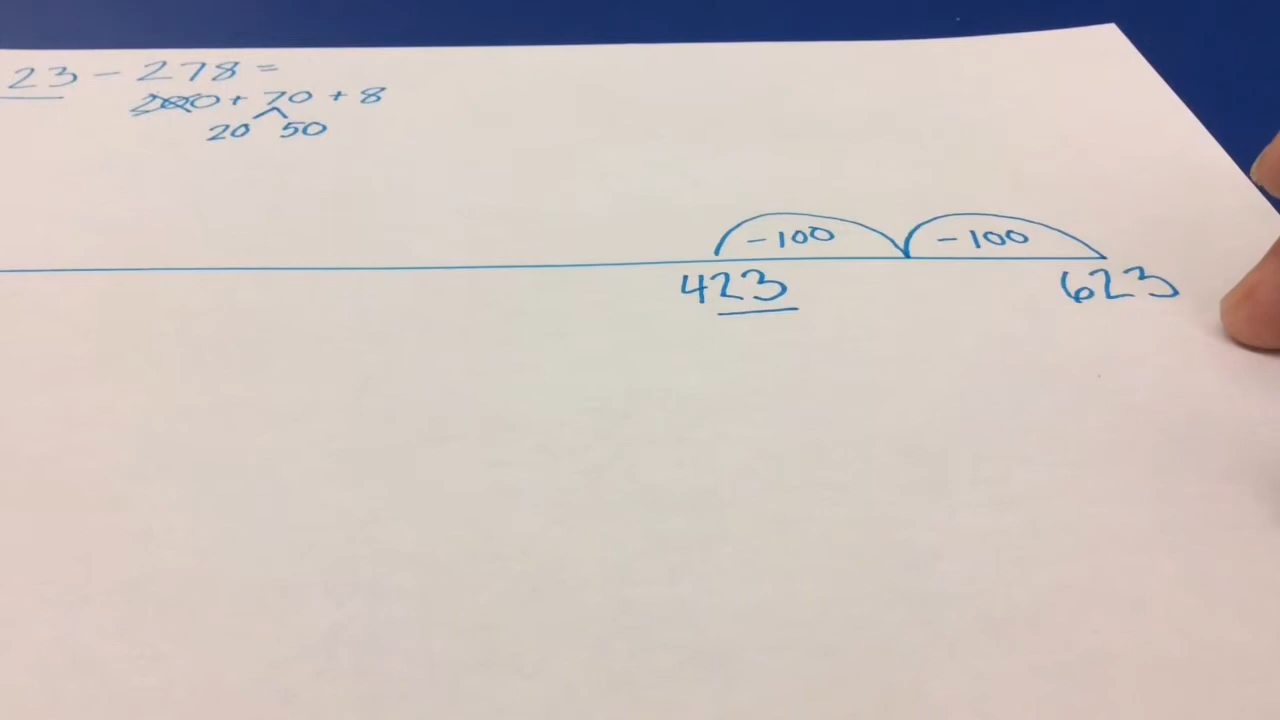 23 - 278 =
200 + 70 + 8
20 50
-100 -100
423 623